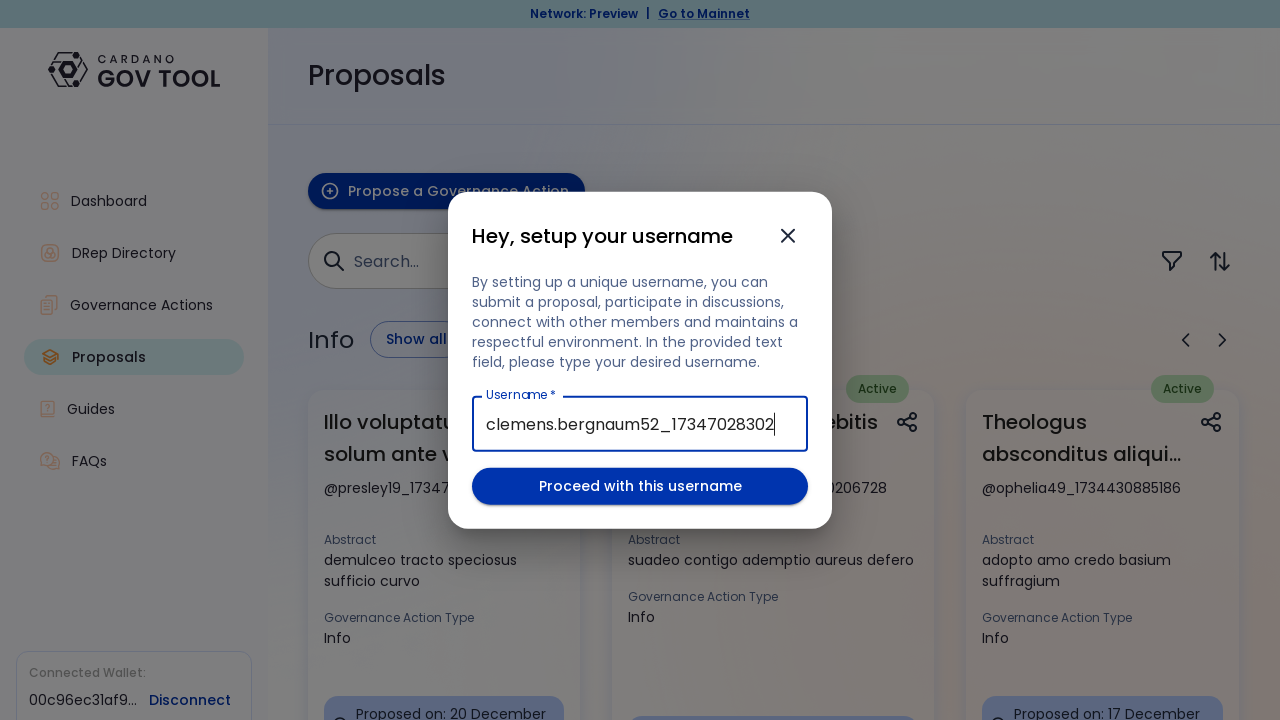 Network: Preview | Go to Mainnet
CARDANO
GOV TOOL
Proposals
Dashboard
DRep Directory
Governance Actions
Proposals
Guides
FAQs
Connected Wallet:
00c96ec31af9... Disconnect
Propose a Governance Action
Search...
Info Show all
Hey, setup your username
By setting up a unique username, you can
submit a proposal, participate in discussions,
connect with other members and maintains a
respectful environment. In the provided text
field, please type your desired username.
Username *
clemens.bergnaum52_17347028302
Proceed with this username
Illo voluptatu
solum ante v
@presley19_17347
Abstract
demulceo tracto speciosus
sufficio curvo
Governance Action Type
Info
Proposed on: 20 December
Active
ebitis
0206728
Abstract
suadeo contigo ademptio aureus defero
Governance Action Type
Info
Active
Theologus
absconditus aliqui...
@ophelia49_1734430885186
Abstract
adopto amo credo basium
suffragium
Governance Action Type
Info
Proposed on: 17 December